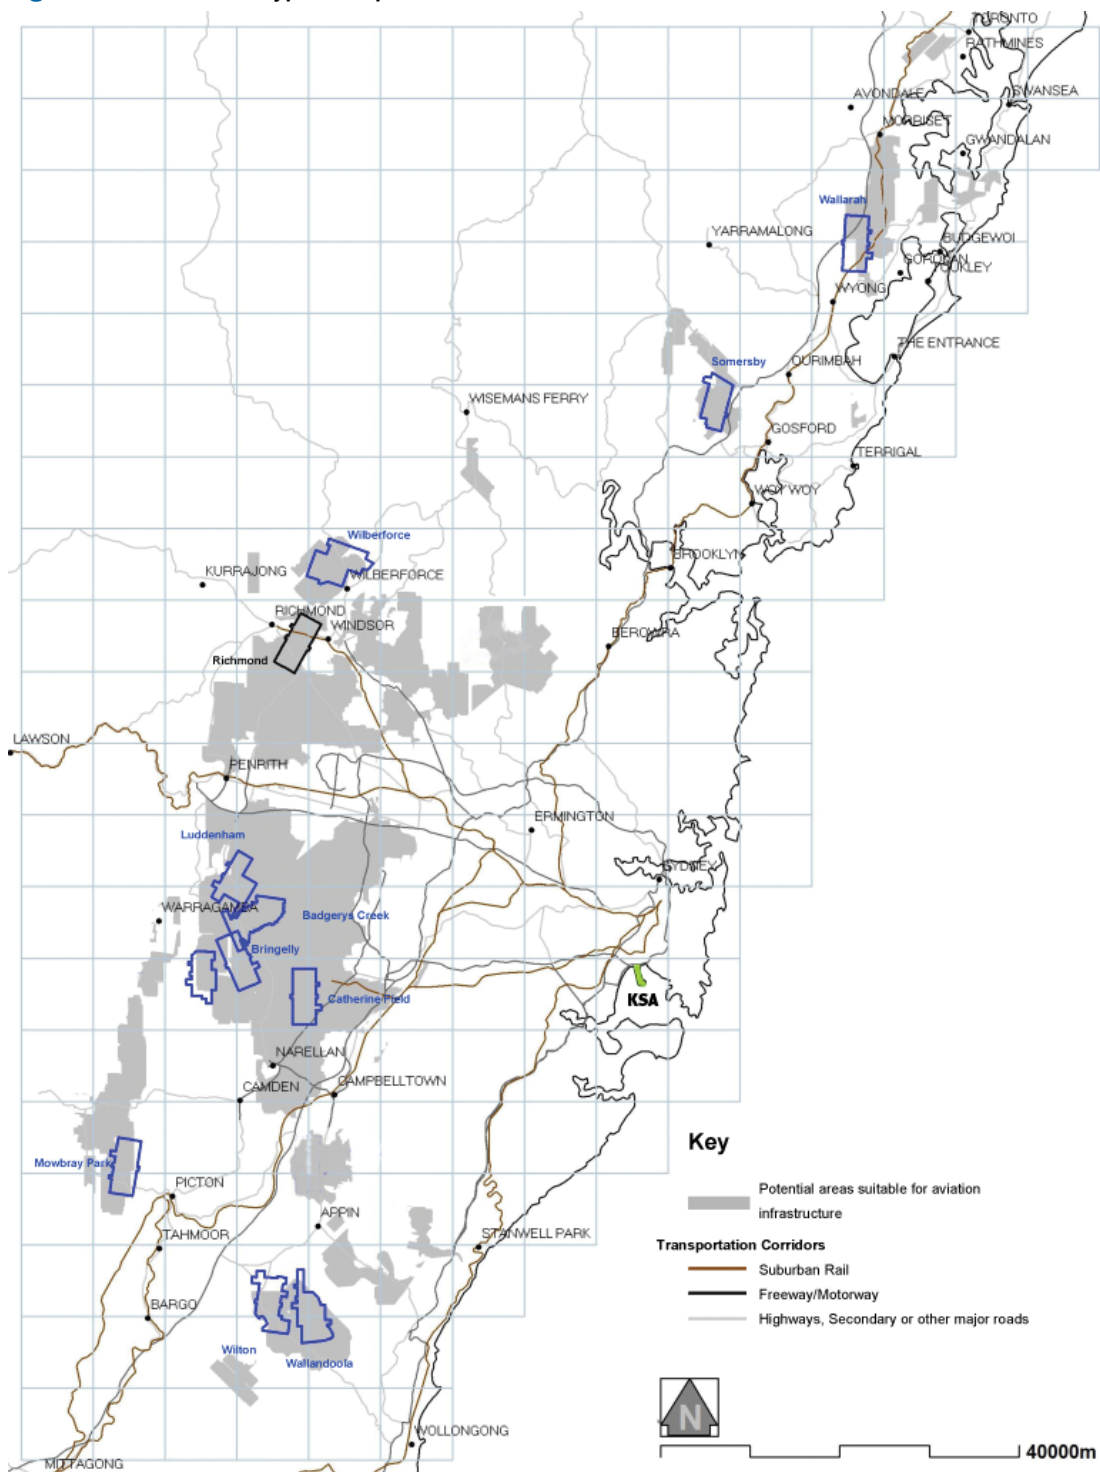 TORONTO
RATHMINES
AVONDALE
SWANSEA
MORRISET
GWANDALAN
Wallarah
YARRAMALONG
BUDGEWOI
GOROKAN
TOUKLEY
WYONG
THE ENTRANCE
Somersby
OURIMBAH
WISEMANS FERRY
GOSFORD
TERRIGAL
WOY WOY
Wilberforce
BROOKLYN
KURRAJONG
WILBERFORCE
RICHMOND
WINDSOR
BEROWRA
Richmond
LAWSON
PENRITH
ERMINGTON
Luddenham
SYDNEY
WARRAGAMBA
Badgerys Creek
Bringelly
Catherine Field
KSA
NARELLAN
CAMDEN
CAMPBELLTOWN
Key
Mowbray Park
PICTON
Potential areas suitable for aviation
infrastructure
APPIN
TAHMOOR
STANWELL PARK
Transportation Corridors
Suburban Rail
Freeway/Motorway
BARGO
Highways, Secondary or other major roads
Wilton
Wallandoola
N
WOLLONGONG
40000m
MITTAGONG